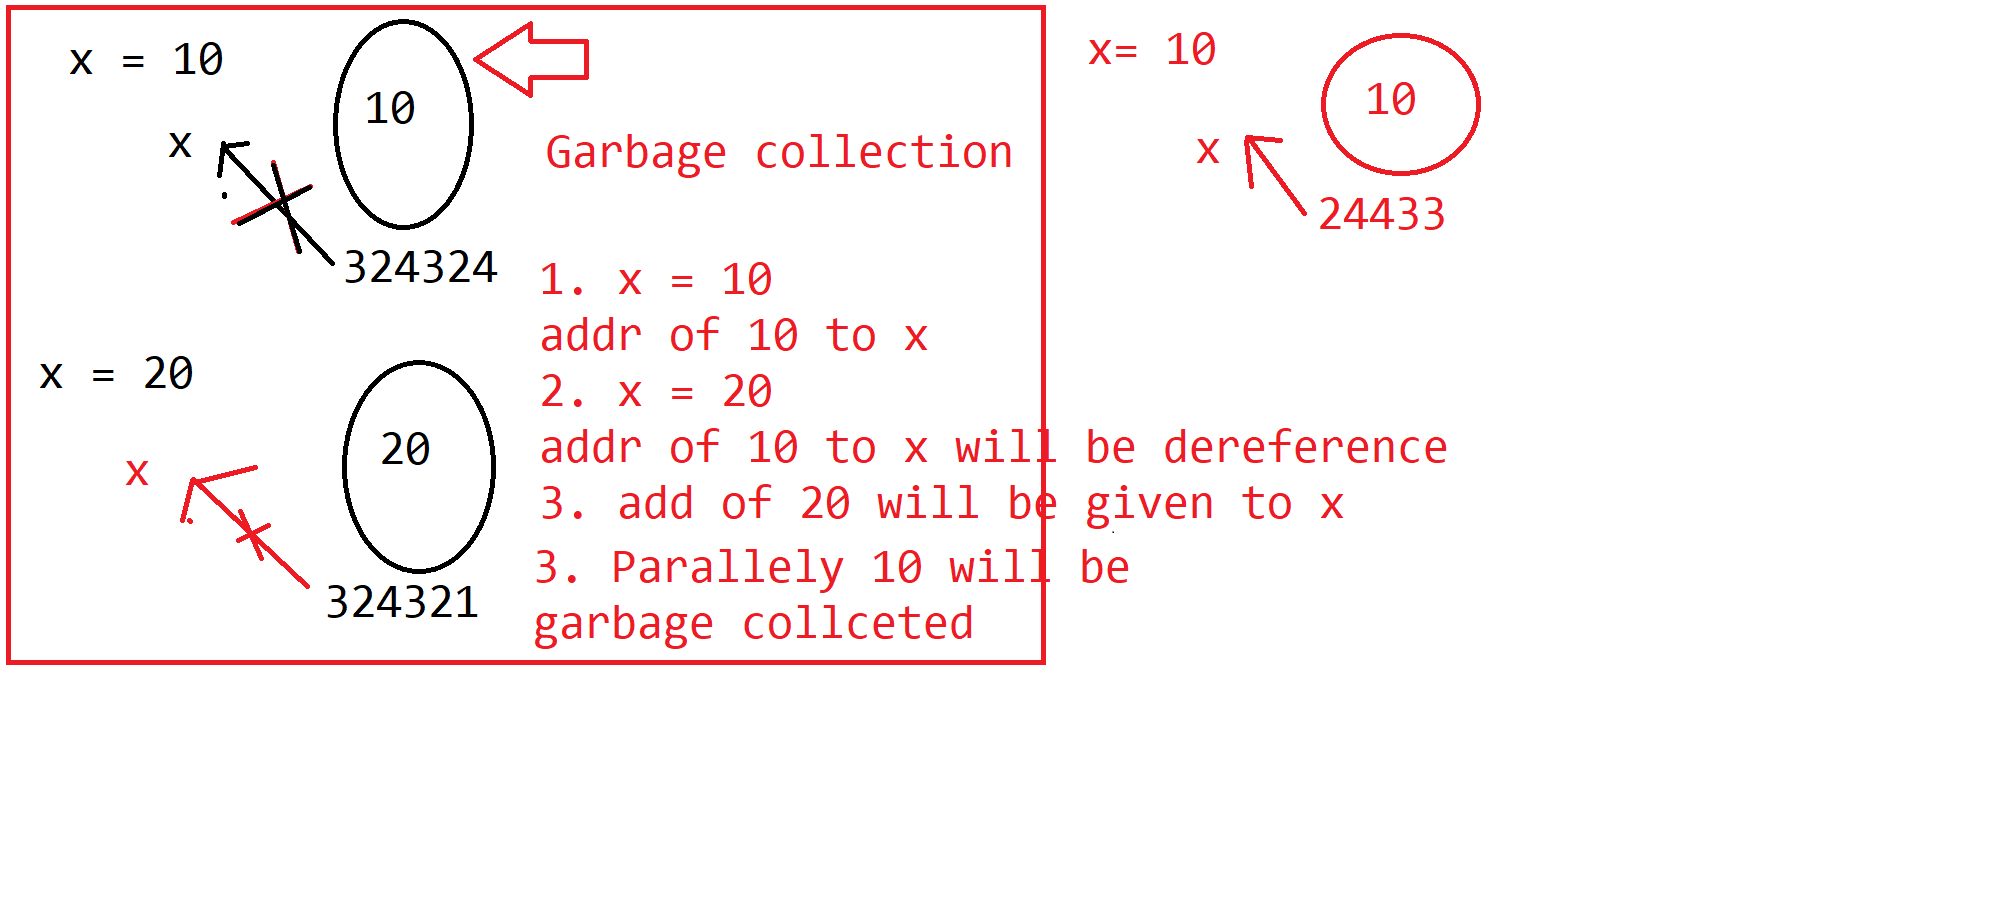 x = 10
10
x
324324
Garbage collection
1. x = 10
addr of 10 to x
2. x = 20
addr of 10 to x will be dereference
3. add of 20 will be given to x
3. Parallely 10 will be
garbage collceted
x = 20
20
x
324321
x= 10
10
x
24433